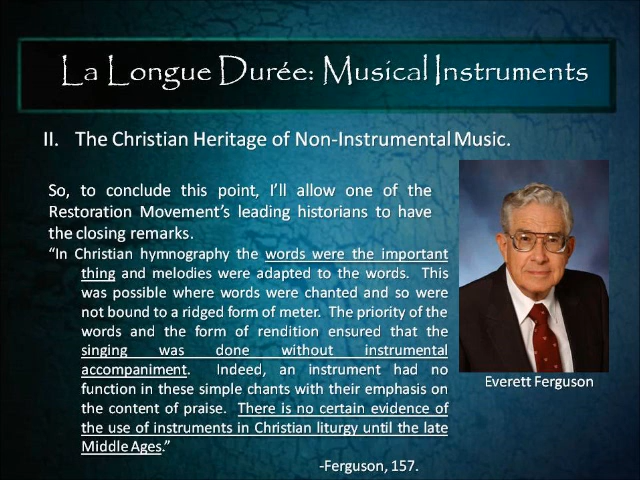 La Longue Durée: Musical Instruments
II. The Christian Heritage of Non-Instrumental Music.
So, to conclude this point, I'll allow one of the
Restoration Movement's leading historians to have
the closing remarks.
“In Christian hymnography the words were the important
thing and melodies were adapted to the words. This
was possible where words were chanted and so were
not bound to a ridged form of meter. The priority of the
words and the form of rendition ensured that the
singing was done without instrumental
accompaniment. Indeed, an instrument had no
function in these simple chants with their emphasis on
the content of praise. There is no certain evidence of
the use of instruments in Christian liturgy until the late
Middle Ages.”
-Ferguson, 157.
Everett Ferguson